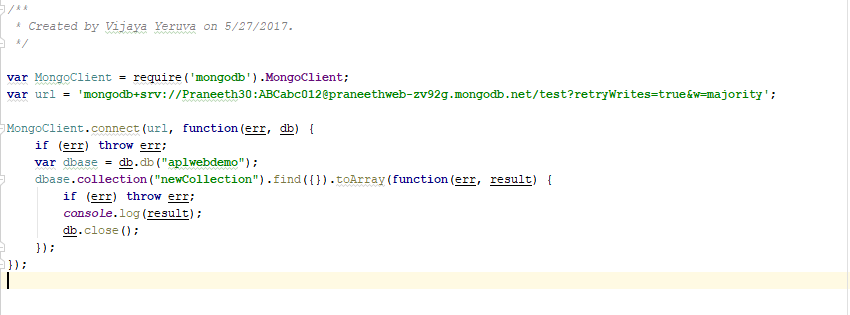 /**
 * Created by Vijaya Yeruva on 5/27/2017.
 */
var MongoClient = require('mongodb').MongoClient;
var url = 'mongodb+srv://Praneeth30:ABCabc012@praneethweb-zv92g.mongodb.net/test?retryWrites=true&w=majority';
MongoClient.connect(url, function(err, db) {
    if (err) throw err;
    var dbase = db.db("aplwebdemo");
    dbase.collection("newCollection").find({}).toArray(function(err, result) {
        if (err) throw err;
        console.log(result);
        db.close();
    });
});